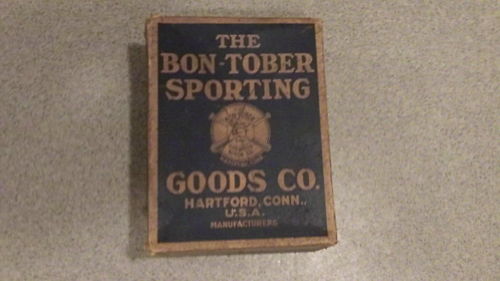 THE
BON-TOBER
SPORTING
GOODS CO.
HARTFORD, CONN.,
U.S.A.
MANUFACTURERS